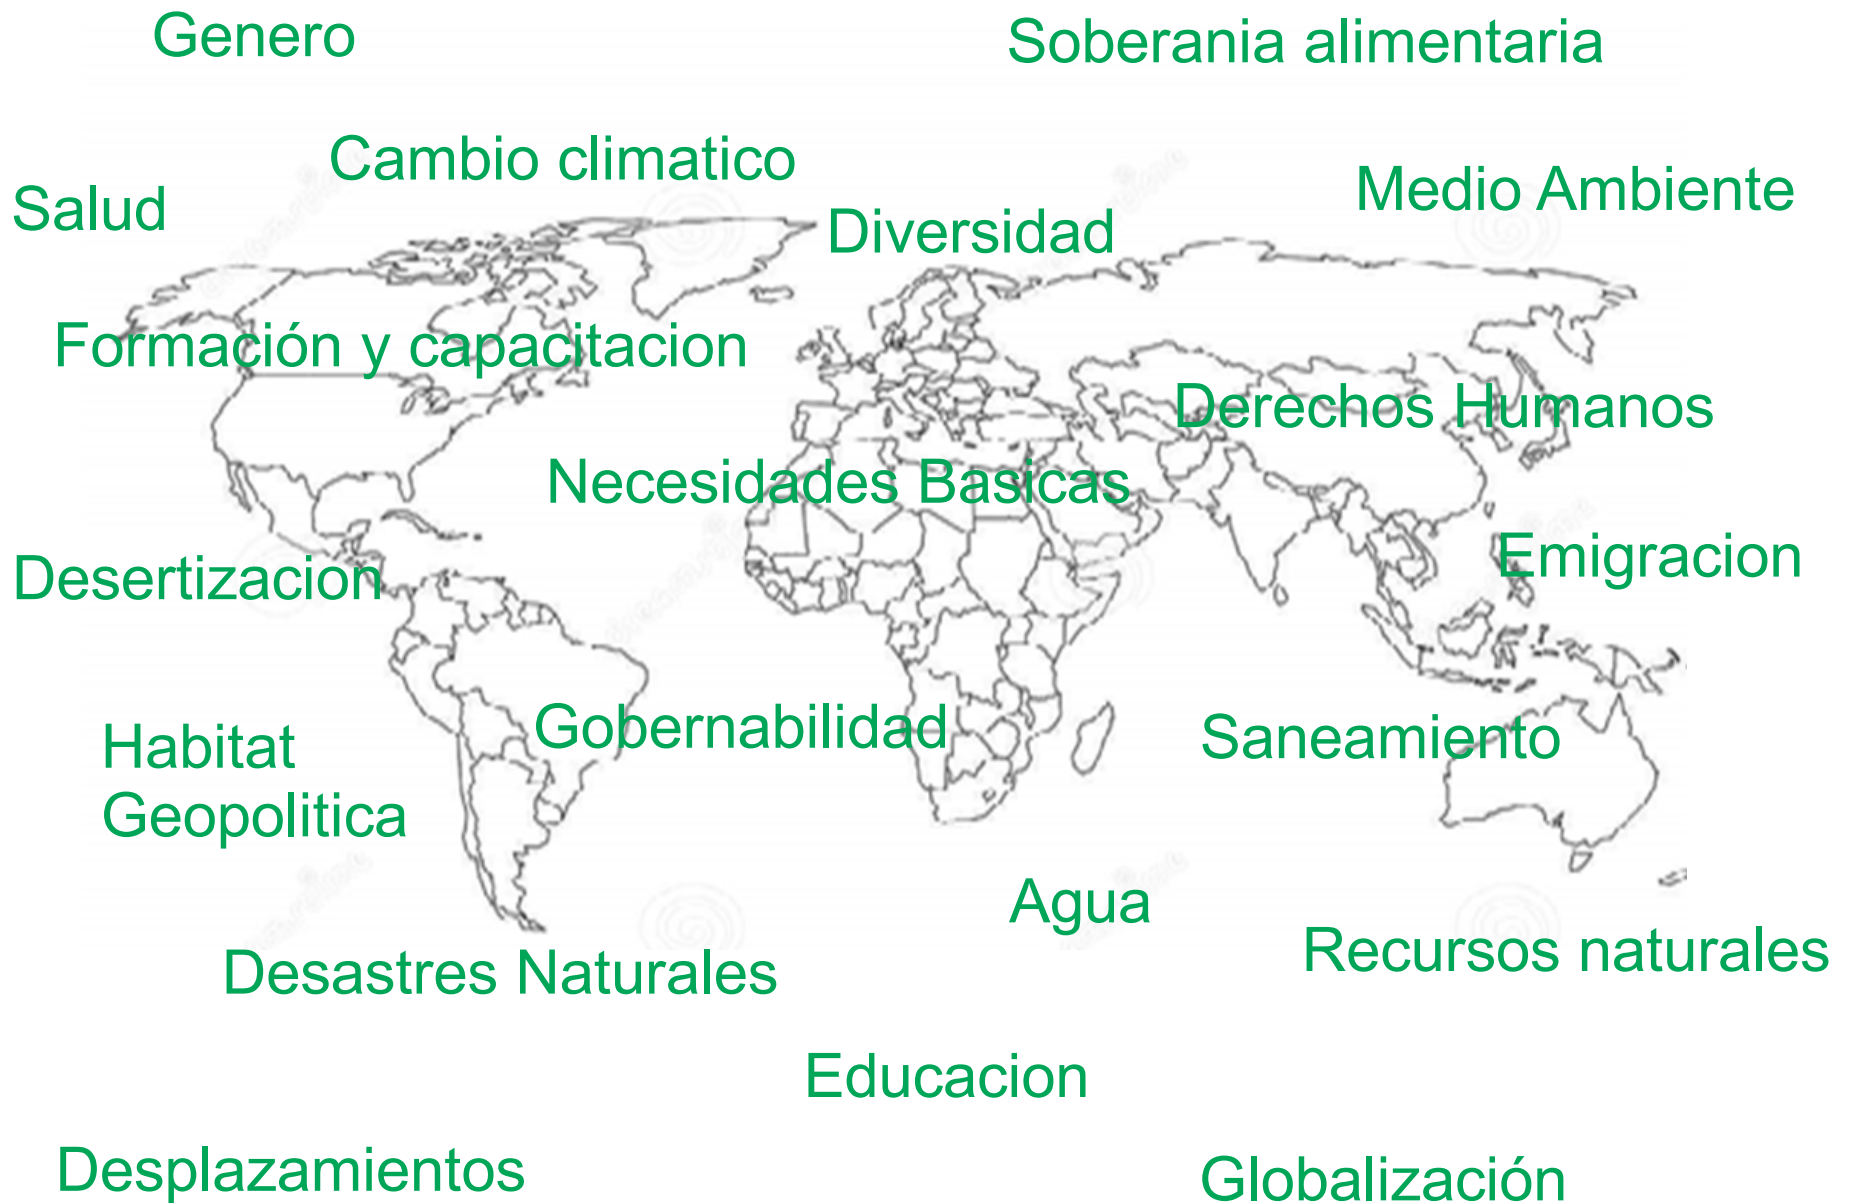 Genero
Soberania alimentaria
Cambio climatico
Medio Ambiente
Salud
Diversidad
Formación y capacitacion
Derechos Humanos
Necesidades Basicas
Emigracion
Desertizacion
Gobernabilidad
Saneamiento
Habitat
Geopolitica
Agua
Recursos naturales
Desastres Naturales
Educacion
Desplazamientos
Globalización